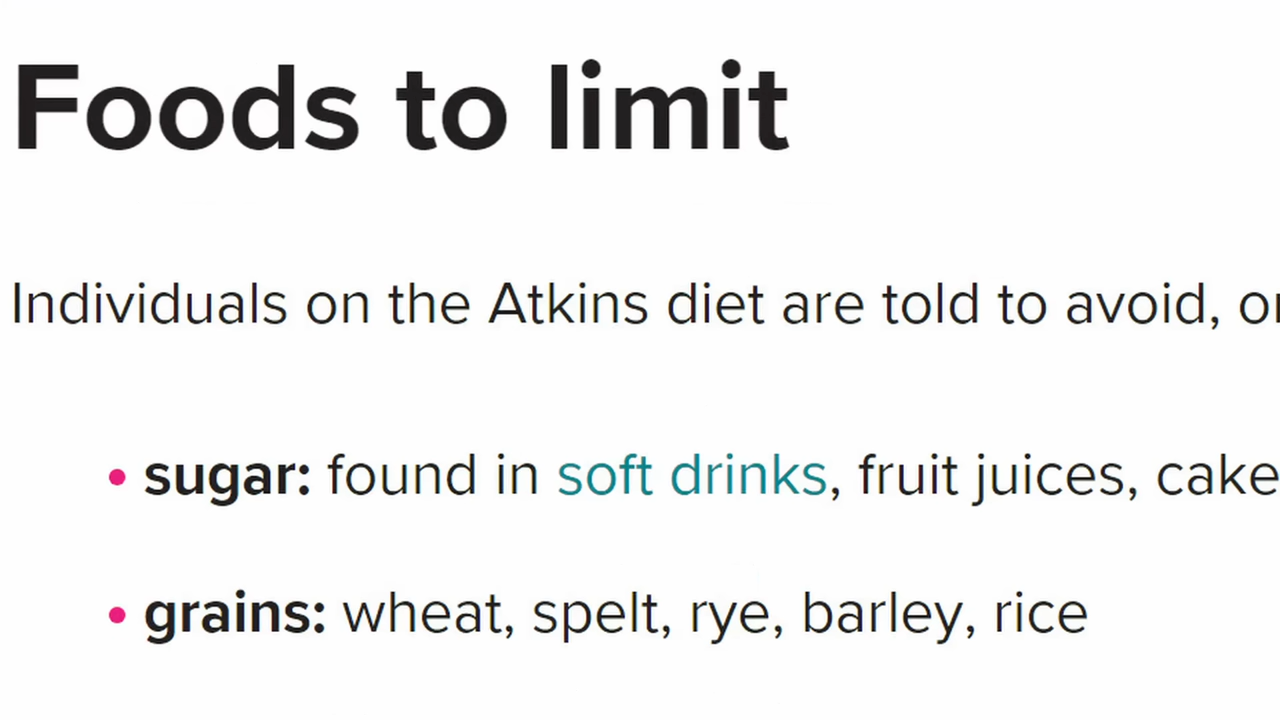 Foods to limit
Individuals on the Atkins diet are told to avoid, or
• sugar: found in soft drinks, fruit juices, cake
• grains: wheat, spelt, rye, barley, rice